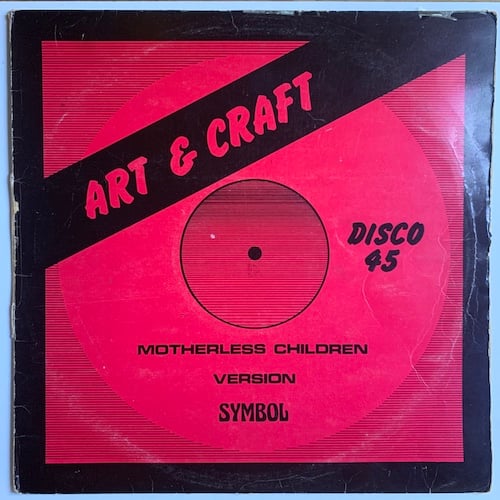 ART & CRAFT
DISCO
45
MOTHERLESS CHILDREN
VERSION
SYMBOL